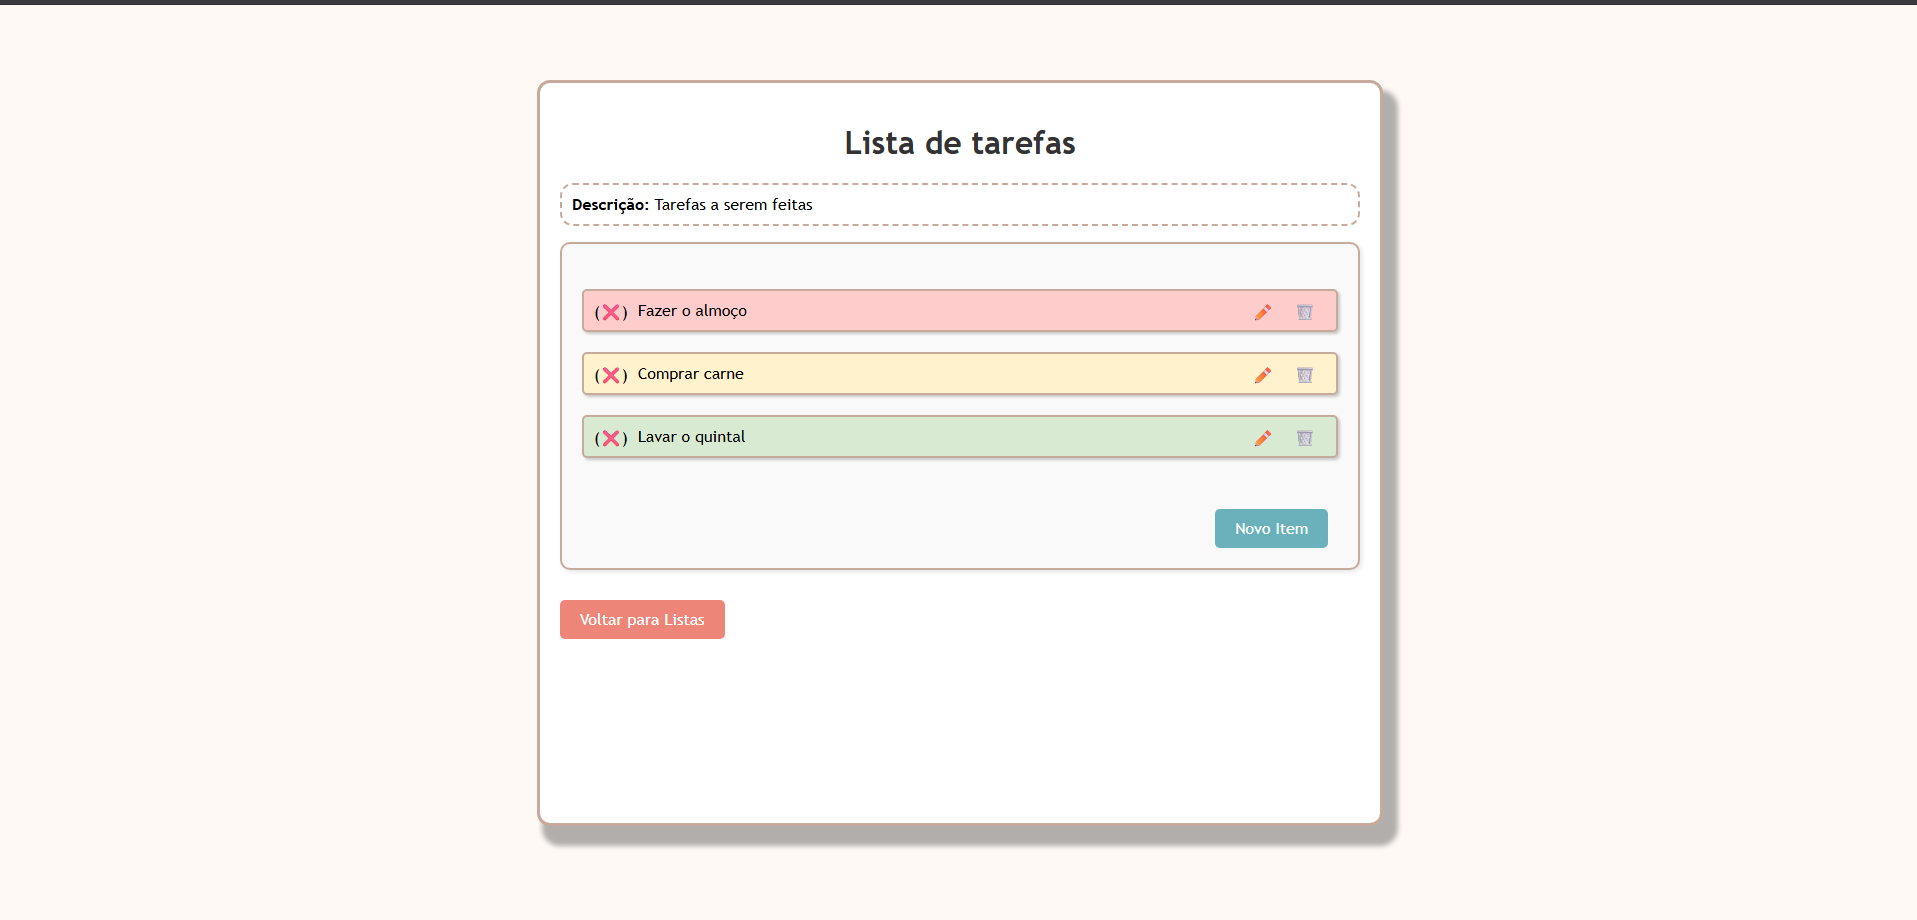 Lista de tarefas
Descrição: Tarefas a serem feitas
(❌) Fazer o almoço
(❌) Comprar carne
(❌) Lavar o quintal
Novo Item
Voltar para Listas